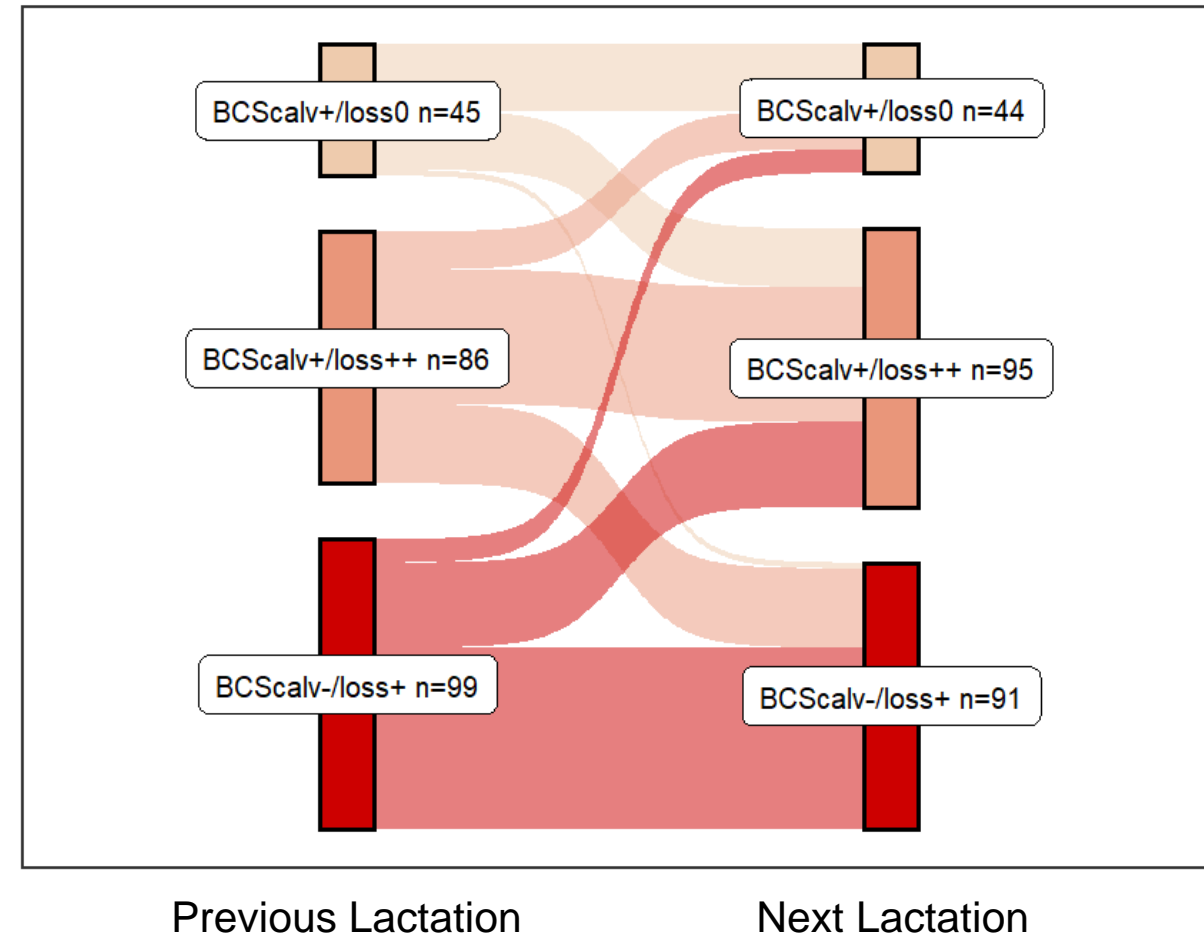 BCScalv+/loss0 n=45
BCScalv+/loss0 n=44
BCScalv+/loss++ n=86
BCScalv+/loss++ n=95
BCScalv-/loss+ n=99
BCScalv-/loss+ n=91
Previous Lactation
Next Lactation